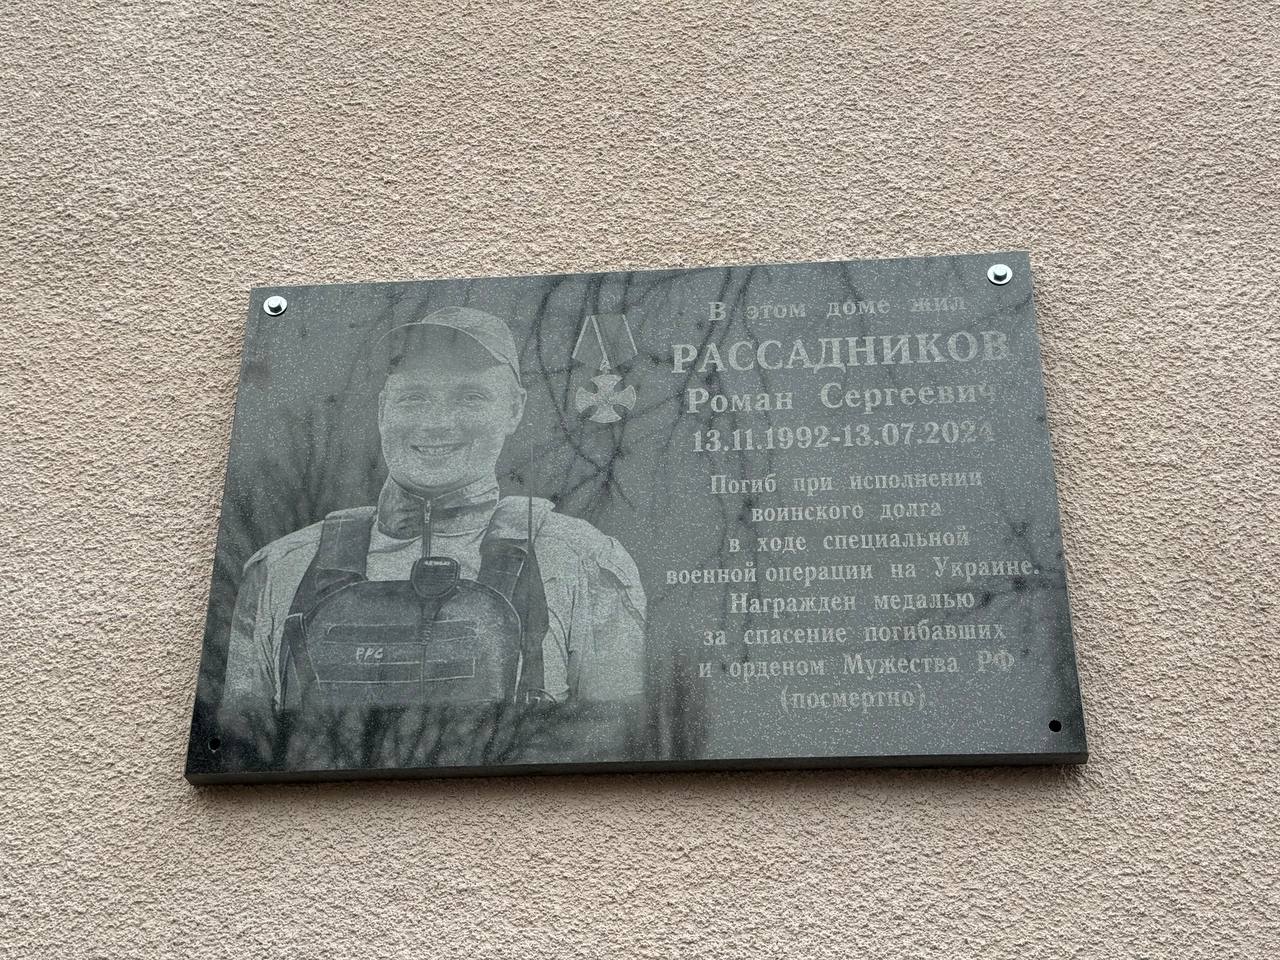 В этом доме жил
РАССАДНИКОВ
Роман Сергеевич
13.11.1992-13.07.2024
Погиб при исполнении
воинского долга
в ходе специальной
военной операции на Украине.
Награжден медалью
за спасение погибавших
и орденом Мужества РФ
(посмертно).
РРС